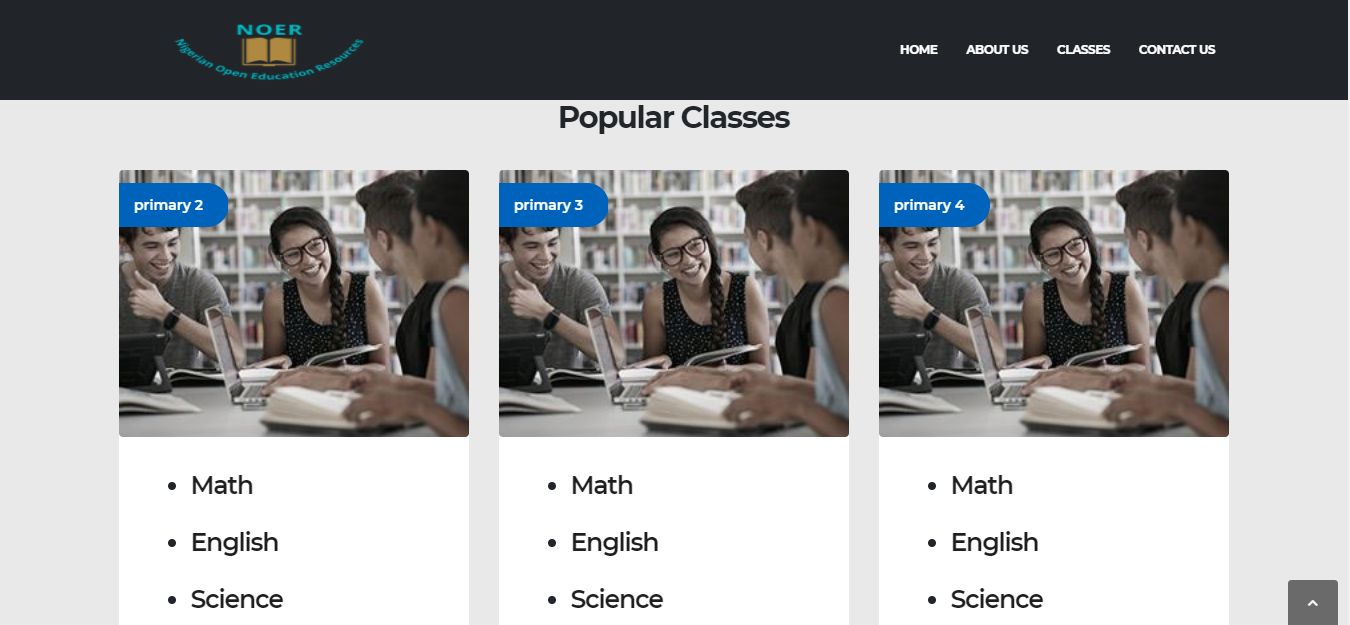 NOER
Nigerian Open Education Resources
HOME ABOUT US CLASSES CONTACT US
Popular Classes
primary 2
primary 3
primary 4
• Math
• English
• Science
• Math
• English
• Science
• Math
• English
• Science